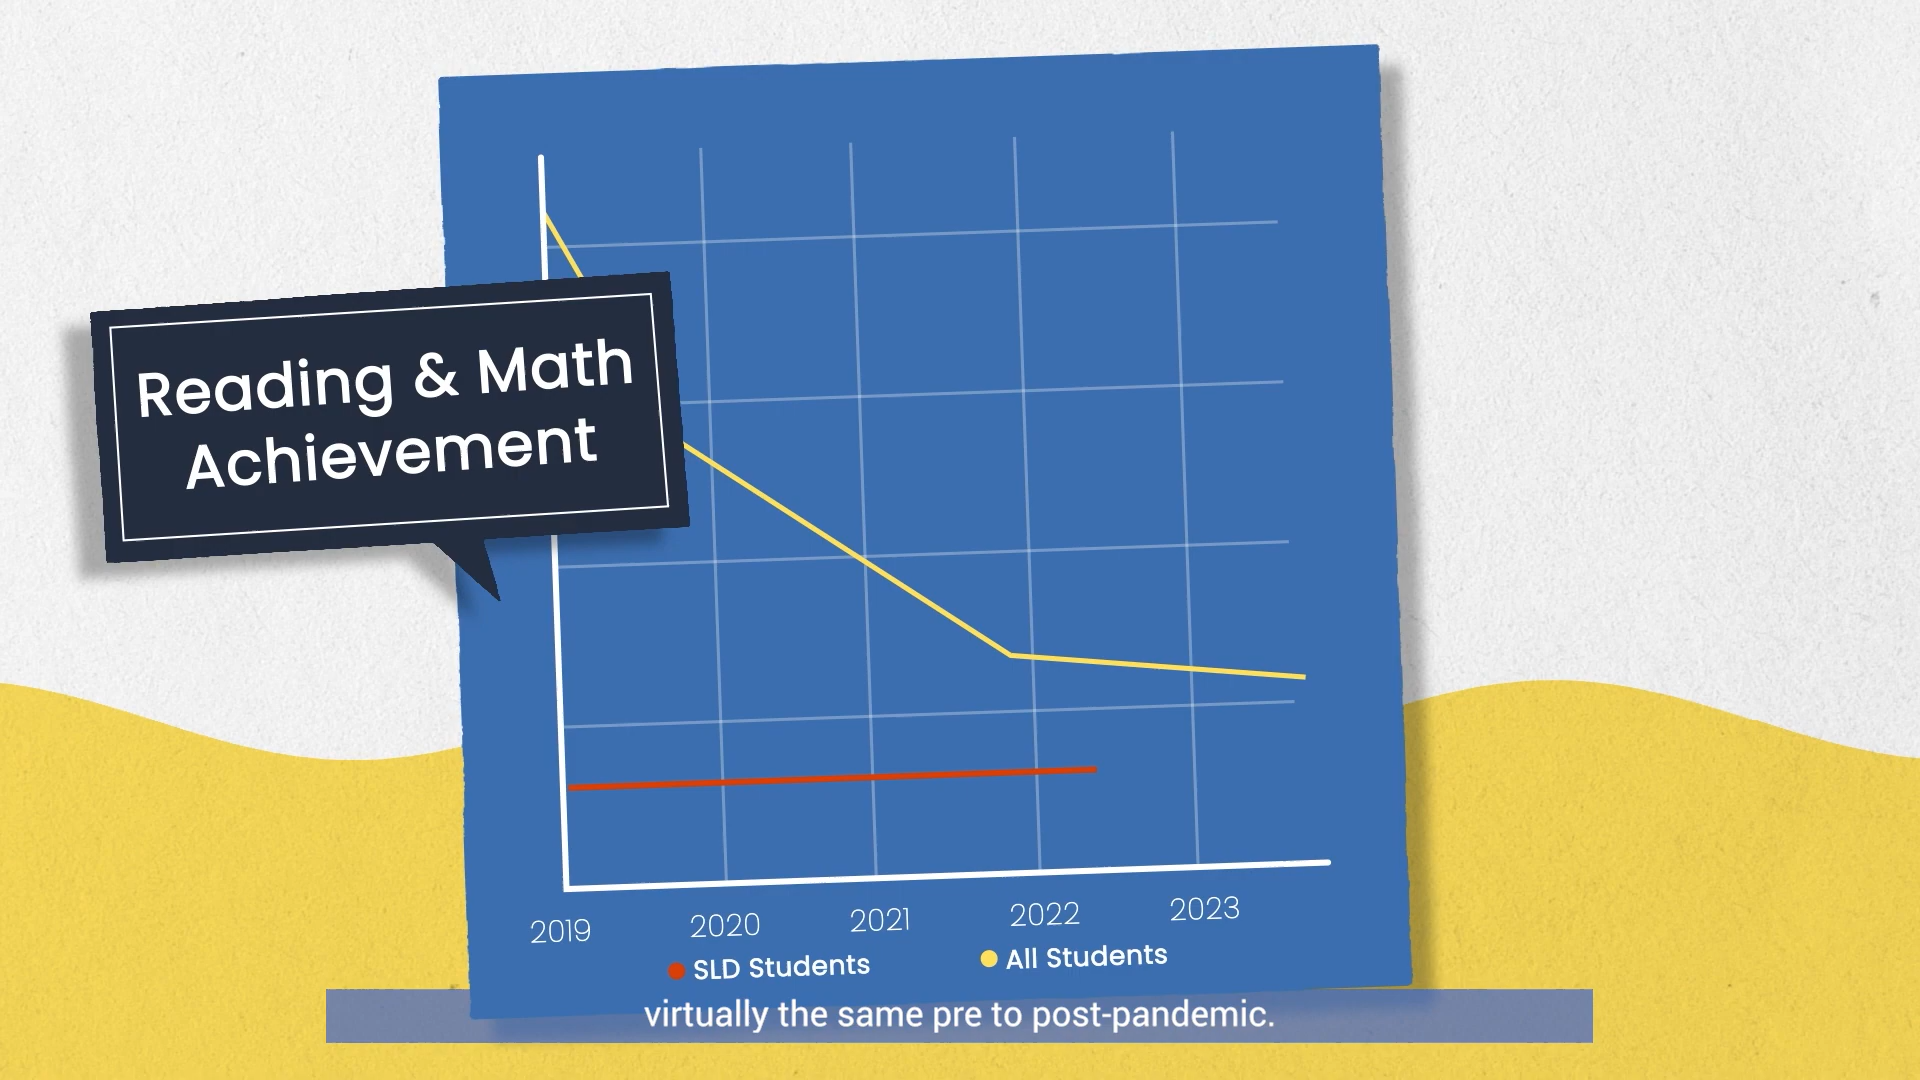 Reading & Math
Achievement
2019 2020 2021 2022 2023
SLD Students All Students
virtually the same pre to post-pandemic.